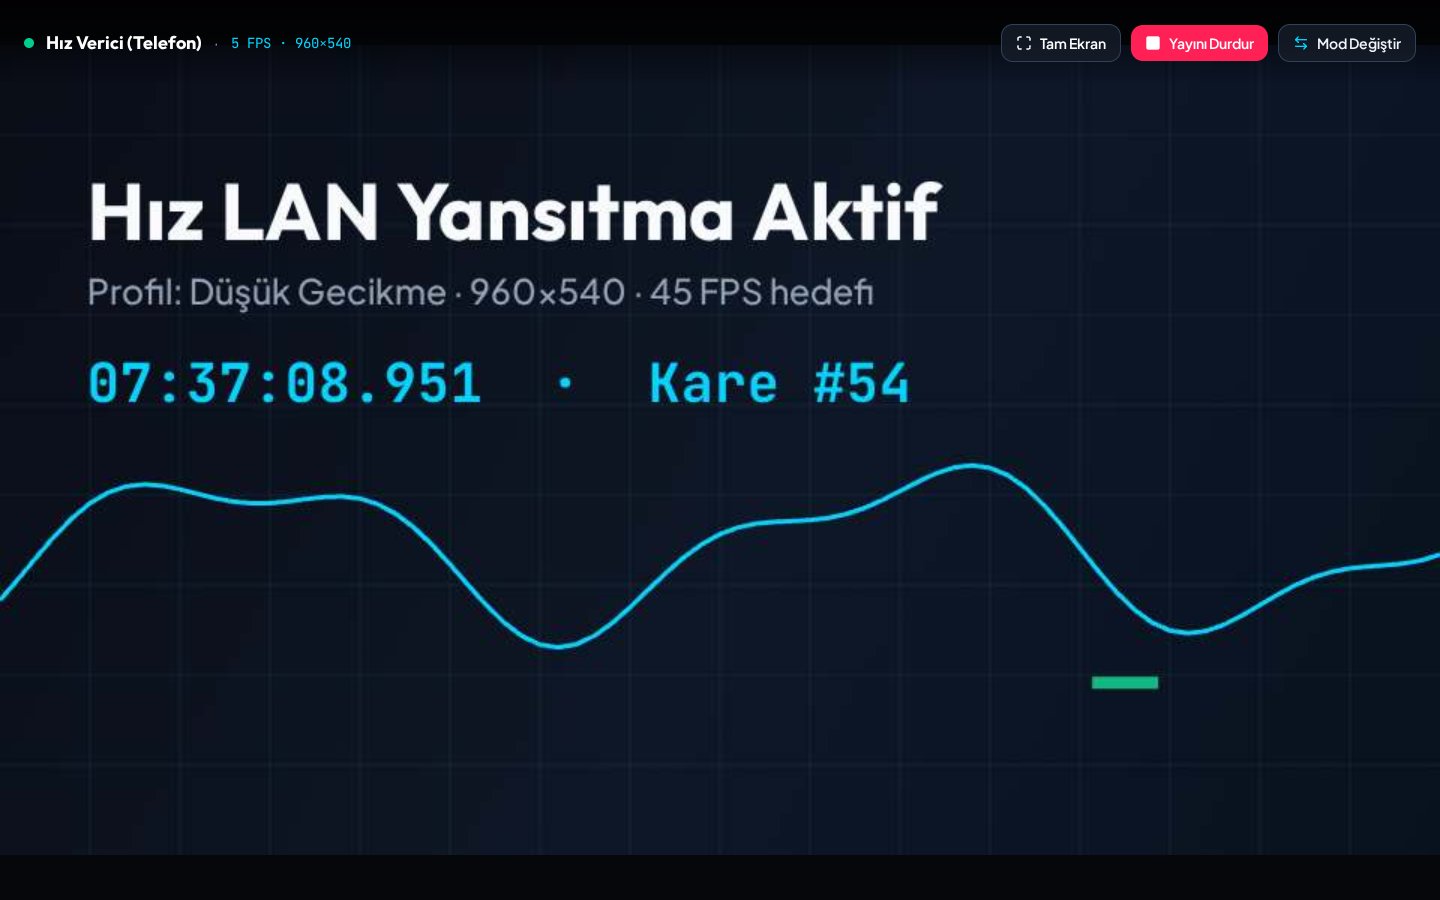 Hız Verici (Telefon) · 5 FPS · 960×540
Tam Ekran
Yayını Durdur
Mod Değiştir
Hız LAN Yansıtma Aktif
Profil: Düşük Gecikme · 960×540 · 45 FPS hedefi
07:37:08.951 · Kare #54